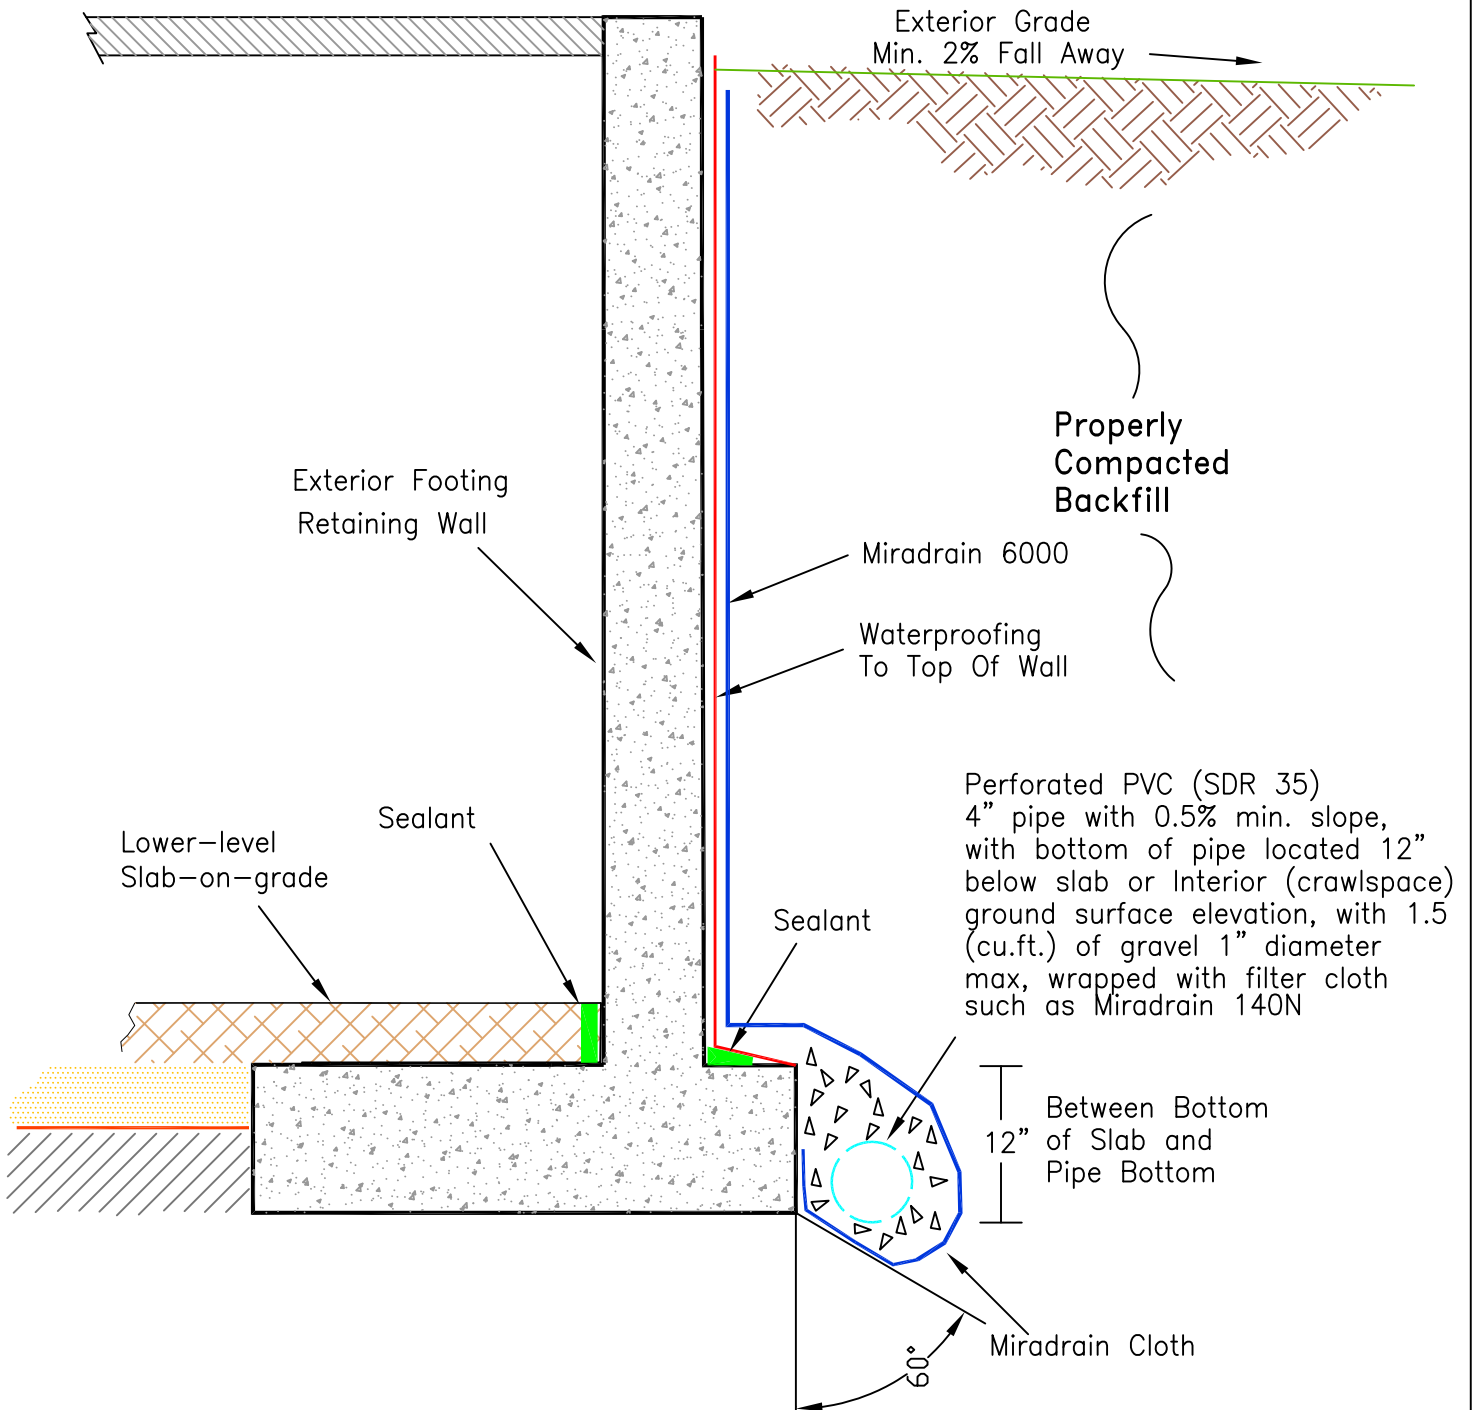 Exterior Grade
Min. 2% Fall Away
Properly
Compacted
Backfill
Exterior Footing
Retaining Wall
Miradrain 6000
Waterproofing
To Top Of Wall
Perforated PVC (SDR 35)
4” pipe with 0.5% min. slope,
with bottom of pipe located 12”
below slab or Interior (crawlspace)
ground surface elevation, with 1.5
(cu.ft.) of gravel 1” diameter
max, wrapped with filter cloth
such as Miradrain 140N
Sealant
Lower-level
Slab-on-grade
Sealant
12”
Between Bottom
of Slab and
Pipe Bottom
Miradrain Cloth
60°